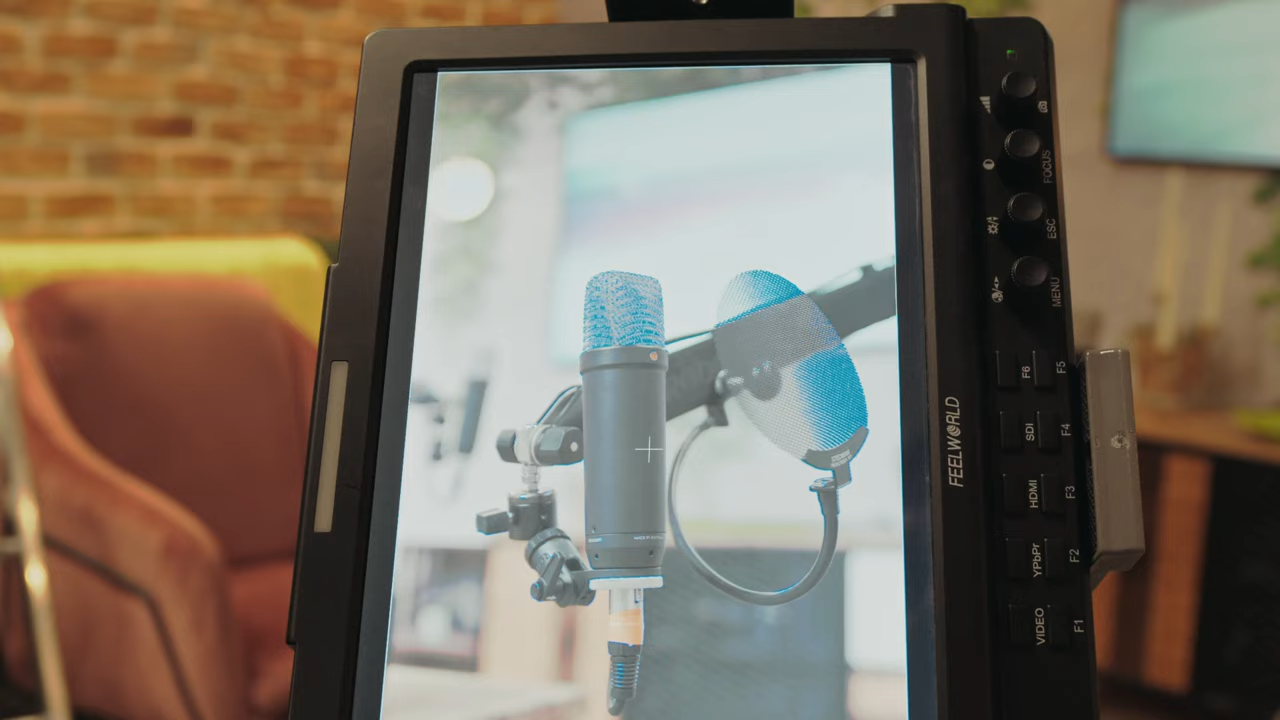 FOCUS
ESC
MENU
FEELWORLD
F6 F5
SDI F4
HDMI F3
YPbPr F2
VIDEO F1